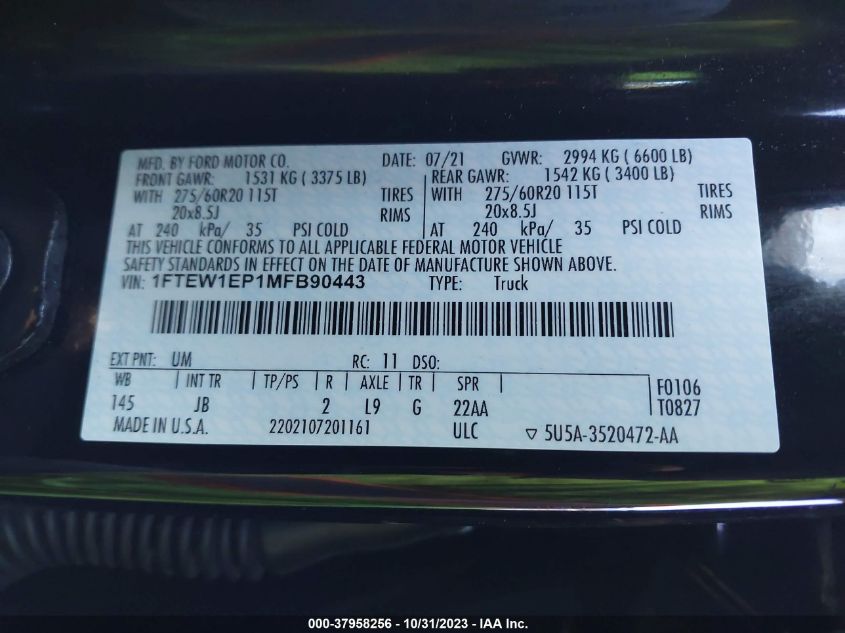 MFD. BY FORD MOTOR CO. DATE: 07/21 GVWR: 2994 KG ( 6600 LB)
FRONT GAWR: 1531 KG ( 3375 LB) REAR GAWR: 1542 KG ( 3400 LB)
WITH 275/60R20 115T TIRES WITH 275/60R20 115T TIRES
20x8.5J RIMS 20x8.5J RIMS
AT 240 kPa/ 35 PSI COLD AT 240 kPa/ 35 PSI COLD
THIS VEHICLE CONFORMS TO ALL APPLICABLE FEDERAL MOTOR VEHICLE
SAFETY STANDARDS IN EFFECT ON THE DATE OF MANUFACTURE SHOWN ABOVE.
VIN: 1FTEW1EP1MFB90443 TYPE: Truck
EXT PNT: UM RC: 11 DSO:
WB INT TR TP/PS R AXLE TR SPR F0106
145 JB 2 L9 G 22AA T0827
MADE IN U.S.A. 2202107201161 ULC ▽ 5U5A-3520472-AA
000-37958256 - 10/31/2023 - IAA Inc.